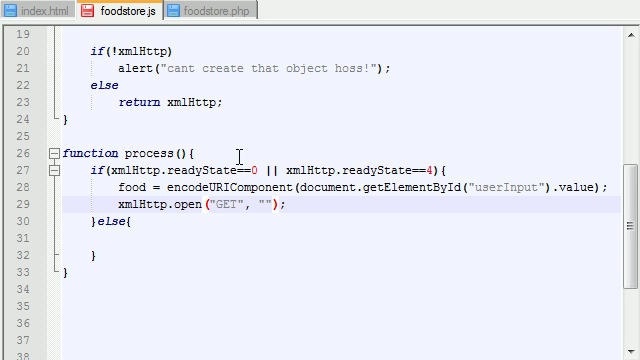 index.html foodstore.js foodstore.php
19
20 if(!xmlHttp)
21 alert("cant create that object hoss!");
22 else
23 return xmlHttp;
24 }
25
26 function process(){
27 if(xmlHttp.readyState==0 || xmlHttp.readyState==4){
28 food = encodeURIComponent(document.getElementById("userInput").value);
29 xmlHttp.open("GET", "");
30 }else{
31
32 }
33 }
34
35
36
37
38